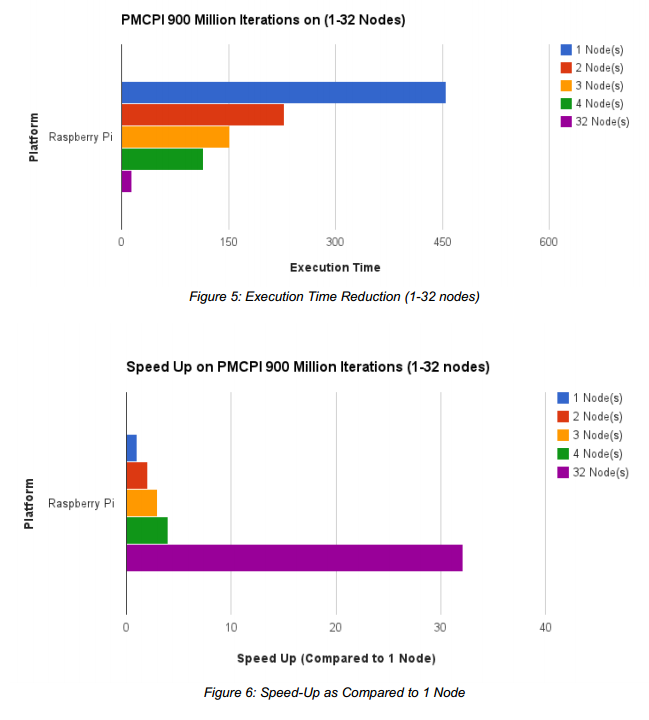 PMCPI 900 Million Iterations on (1-32 Nodes)
1 Node(s)
2 Node(s)
3 Node(s)
4 Node(s)
32 Node(s)
Platform
Raspberry Pi
0
150
300
450
600
Execution Time
Figure 5: Execution Time Reduction (1-32 nodes)
Speed Up on PMCPI 900 Million Iterations (1-32 nodes)
1 Node(s)
2 Node(s)
3 Node(s)
4 Node(s)
32 Node(s)
Platform
Raspberry Pi
0
10
20
30
40
Speed Up (Compared to 1 Node)
Figure 6: Speed-Up as Compared to 1 Node